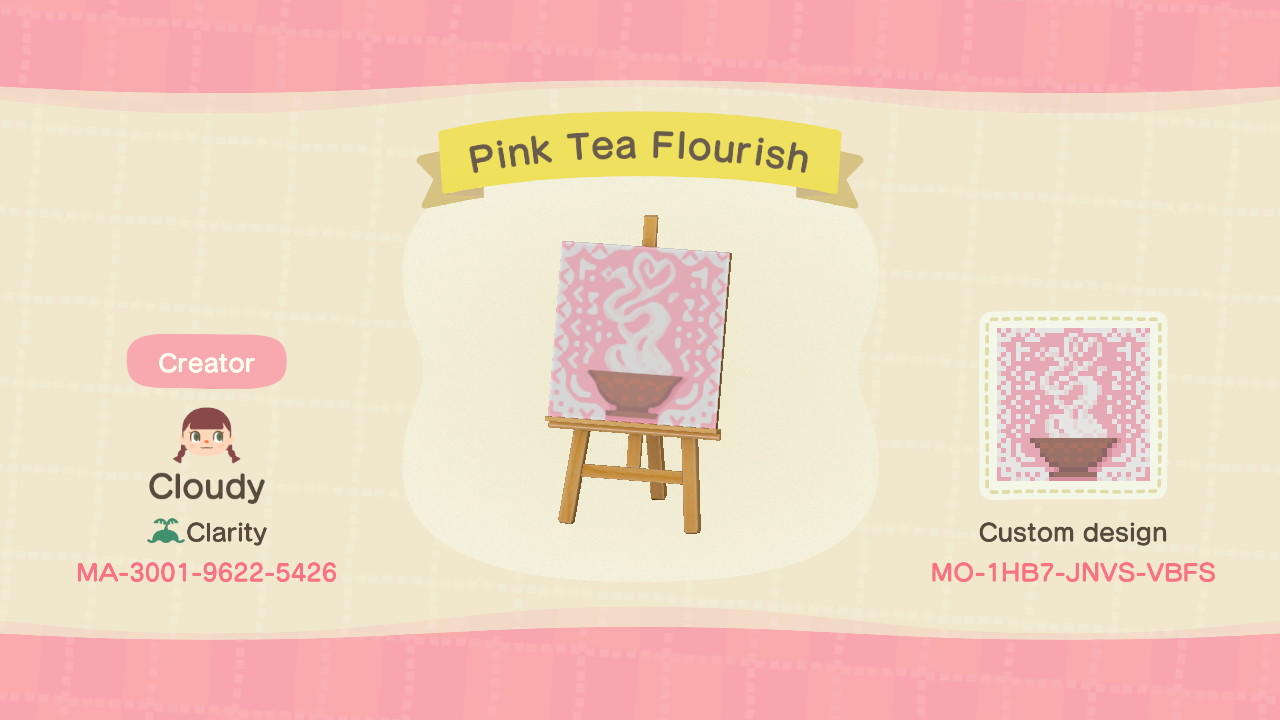 Pink Tea Flourish
Creator
Cloudy
Clarity
MA-3001-9622-5426
Custom design
MO-1HB7-JNVS-VBFS